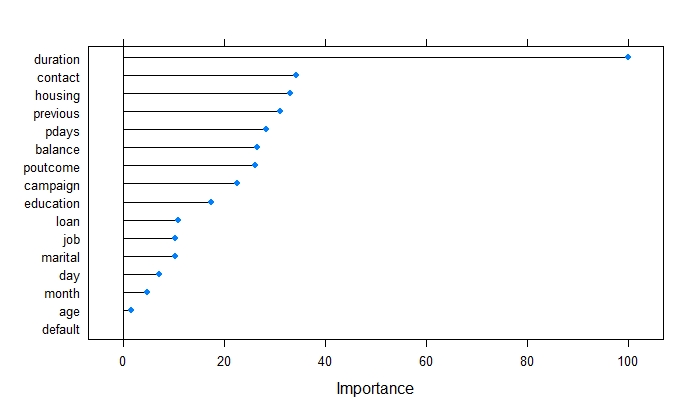 duration
contact
housing
previous
pdays
balance
poutcome
campaign
education
loan
job
marital
day
month
age
default
0 20 40 60 80 100
Importance